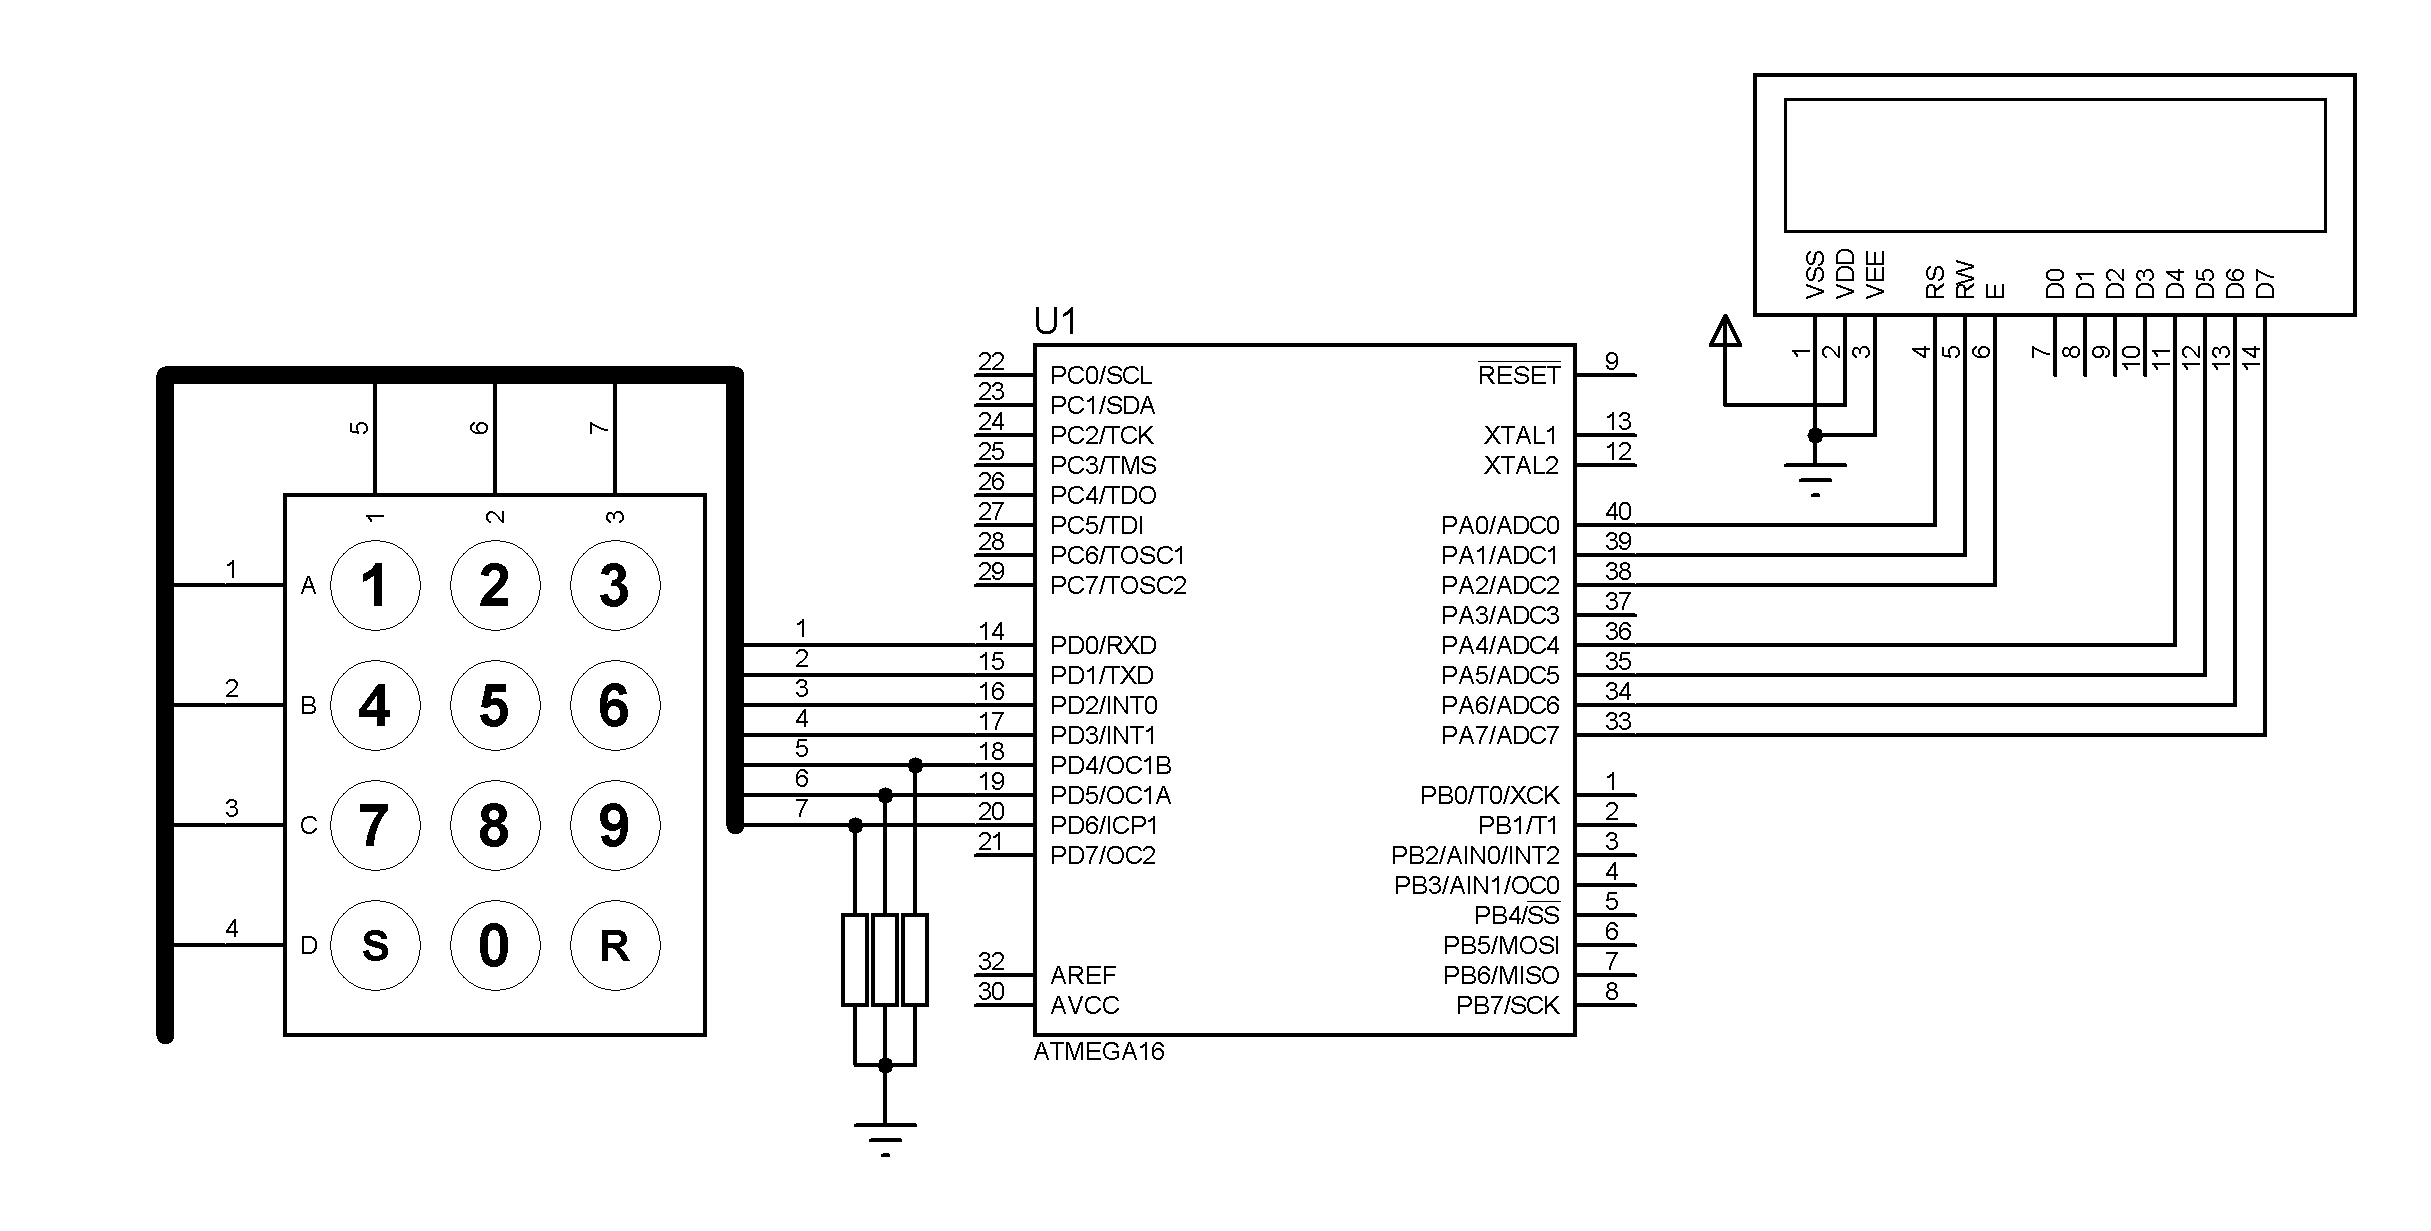 VSS VDD VEE RS RW E D0 D1 D2 D3 D4 D5 D6 D7
1 2 3 4 5 6 7 8 9 10 11 12 13 14
U1
22 PC0/SCL
23 PC1/SDA
24 PC2/TCK
25 PC3/TMS
26 PC4/TDO
27 PC5/TDI
28 PC6/TOSC1
29 PC7/TOSC2
14 PD0/RXD
15 PD1/TXD
16 PD2/INT0
17 PD3/INT1
18 PD4/OC1B
19 PD5/OC1A
20 PD6/ICP1
21 PD7/OC2
32 AREF
30 AVCC
RESET 9
XTAL1 13
XTAL2 12
PA0/ADC0 40
PA1/ADC1 39
PA2/ADC2 38
PA3/ADC3 37
PA4/ADC4 36
PA5/ADC5 35
PA6/ADC6 34
PA7/ADC7 33
PB0/T0/XCK 1
PB1/T1 2
PB2/AIN0/INT2 3
PB3/AIN1/OC0 4
PB4/SS 5
PB5/MOSI 6
PB6/MISO 7
PB7/SCK 8
ATMEGA16
5 6 7
1 2 3
1 A 1 2 3
2 B 4 5 6
3 C 7 8 9
4 D S 0 R
1
2
3
4
5
6
7